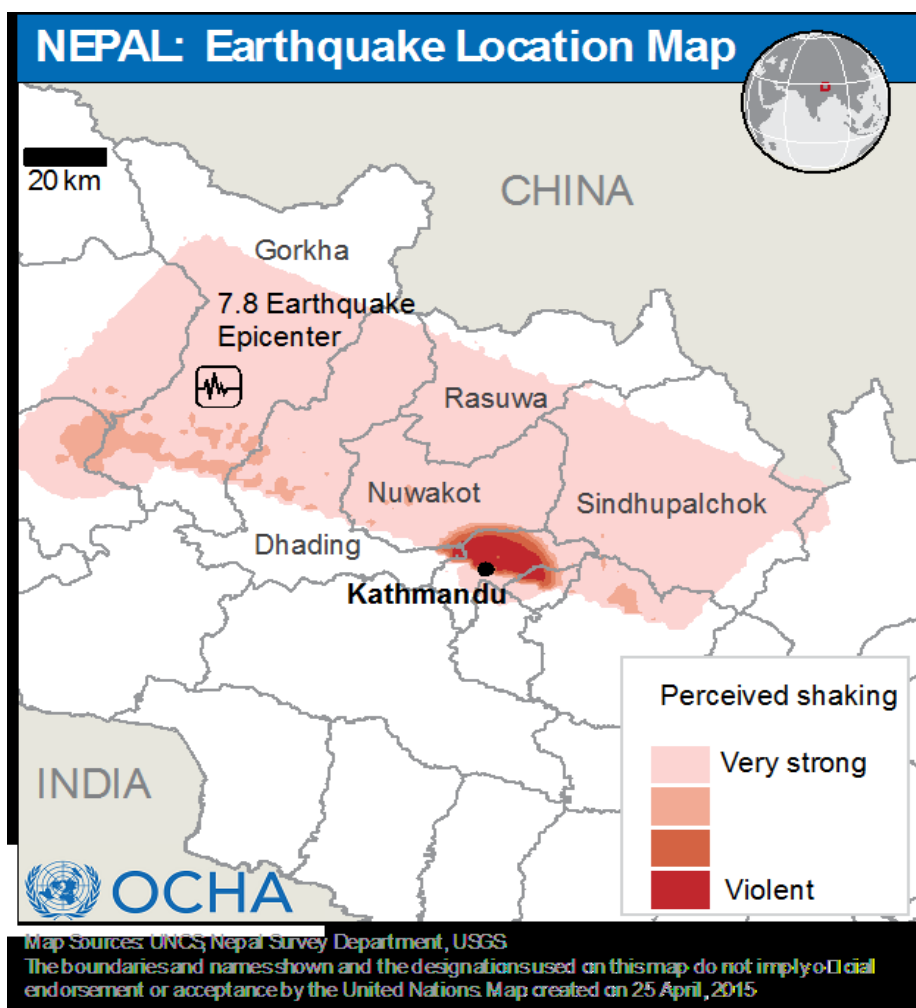 NEPAL: Earthquake Location Map
20 km
CHINA
Gorkha
7.8 Earthquake
Epicenter
Rasuwa
Nuwakot
Sindhupalchok
Dhading
Kathmandu
Perceived shaking
Very strong
Violent
INDIA
OCHA
Map Sources: UNCS, Nepal Survey Department, USGS
The boundaries and names shown and the designations used on this map do not imply o□icial
endorsement or acceptance by the United Nations. Map created on 25 April, 2015